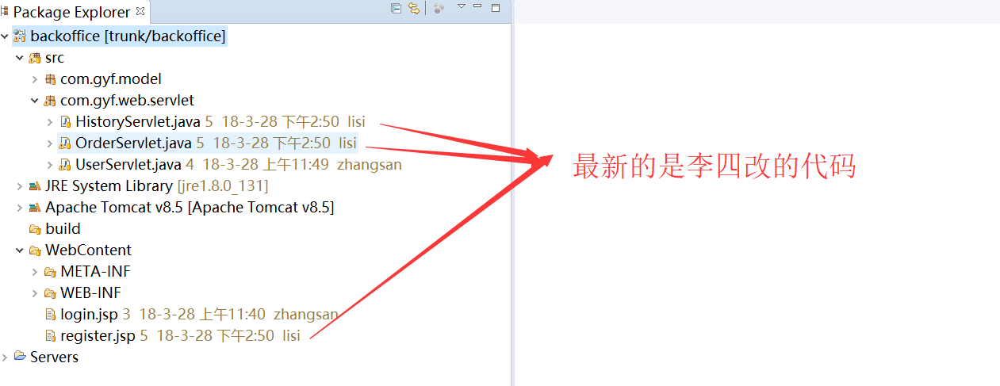 Package Explorer
backoffice [trunk/backoffice]
src
com.gyf.model
com.gyf.web.servlet
HistoryServlet.java 5 18-3-28 下午2:50 lisi
OrderServlet.java 5 18-3-28 下午2:50 lisi
UserServlet.java 4 18-3-28 上午11:49 zhangsan
最新的是李四改的代码
JRE System Library [jre1.8.0_131]
Apache Tomcat v8.5 [Apache Tomcat v8.5]
build
WebContent
META-INF
WEB-INF
login.jsp 3 18-3-28 上午11:40 zhangsan
register.jsp 5 18-3-28 下午2:50 lisi
Servers